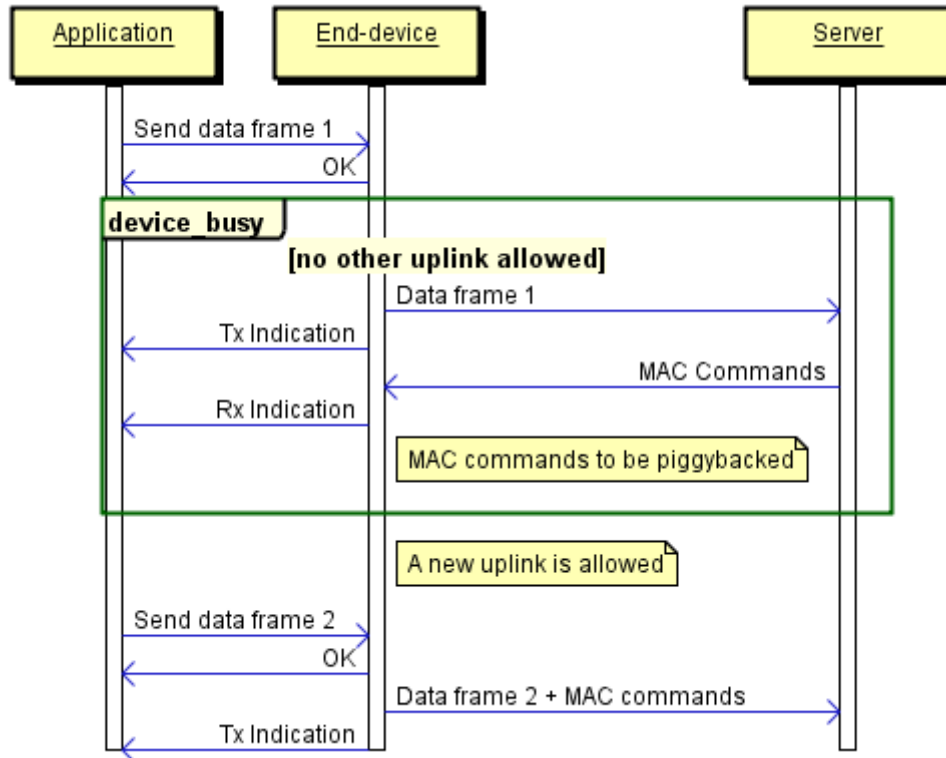 Application
End-device
Server
Send data frame 1
OK
device_busy
[no other uplink allowed]
Data frame 1
Tx Indication
MAC Commands
Rx Indication
MAC commands to be piggybacked
A new uplink is allowed
Send data frame 2
OK
Data frame 2 + MAC commands
Tx Indication